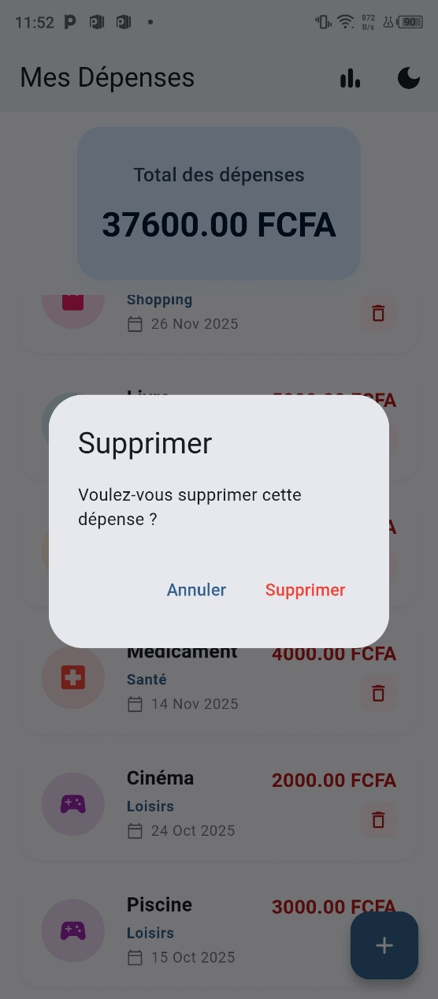 11:52
872
B/s
90
Mes Dépenses
Total des dépenses
37600.00 FCFA
Shopping
26 Nov 2025
Supprimer
Voulez-vous supprimer cette
dépense ?
Annuler Supprimer
Médicament 4000.00 FCFA
Santé
14 Nov 2025
Cinéma 2000.00 FCFA
Loisirs
24 Oct 2025
Piscine 3000.00 FCFA
Loisirs
15 Oct 2025